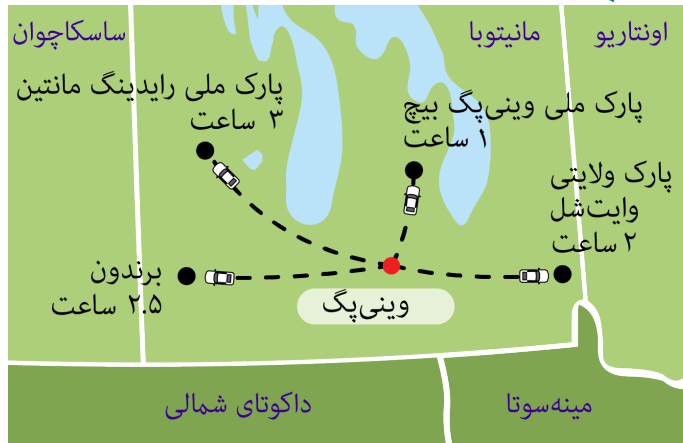 اونتاریو
مانیتوبا
ساسکاچوان
پارک ملی رایدینگ مانتین
۳ ساعت
پارک ملی وینی‌پگ بیچ
۱ ساعت
پارک ولایتی
وایت‌شل
۲ ساعت
برندون
۲.۵ ساعت
وینی‌پگ
مینه‌سوتا
داکوتای شمالی